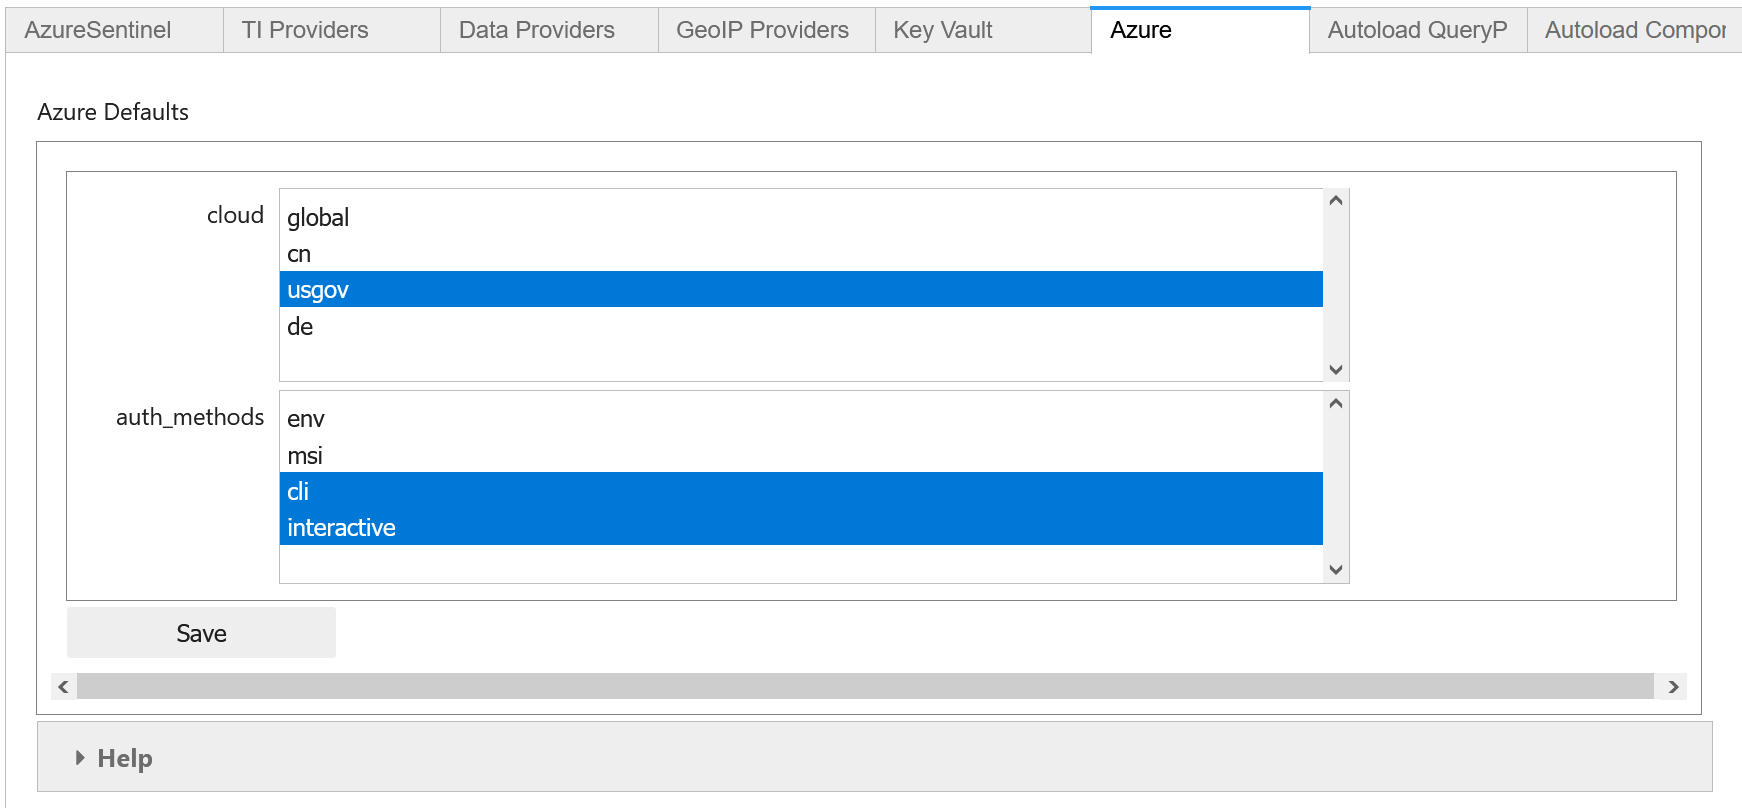 AzureSentinel TI Providers Data Providers GeoIP Providers Key Vault Azure Autoload QueryP Autoload Compor
Azure Defaults
cloud
global
cn
usgov
de
auth_methods
env
msi
cli
interactive
Save
Help